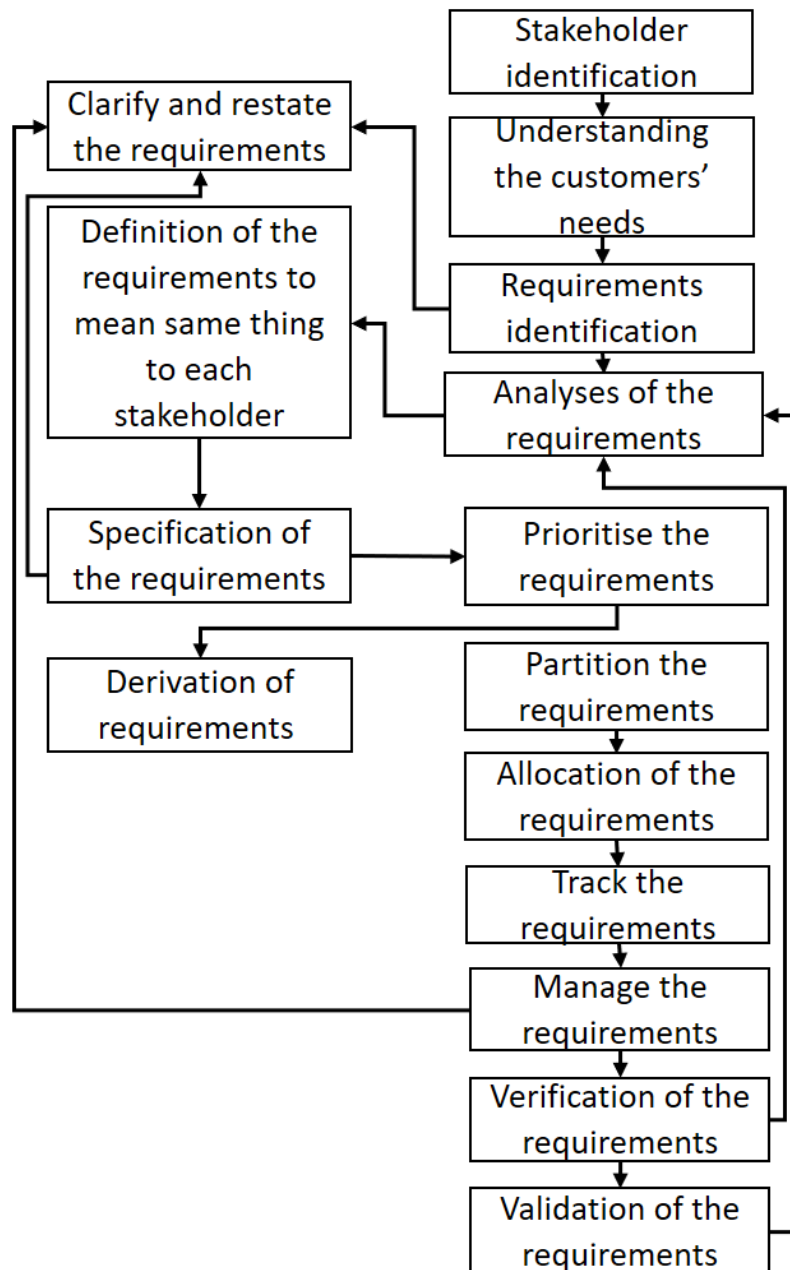 Stakeholder
identification
Clarify and restate
the requirements
Understanding
the customers’
needs
Definition of the
requirements to
mean same thing
to each
stakeholder
Requirements
identification
Analyses of the
requirements
Specification of
the requirements
Prioritise the
requirements
Derivation of
requirements
Partition the
requirements
Allocation of the
requirements
Track the
requirements
Manage the
requirements
Verification of the
requirements
Validation of the
requirements